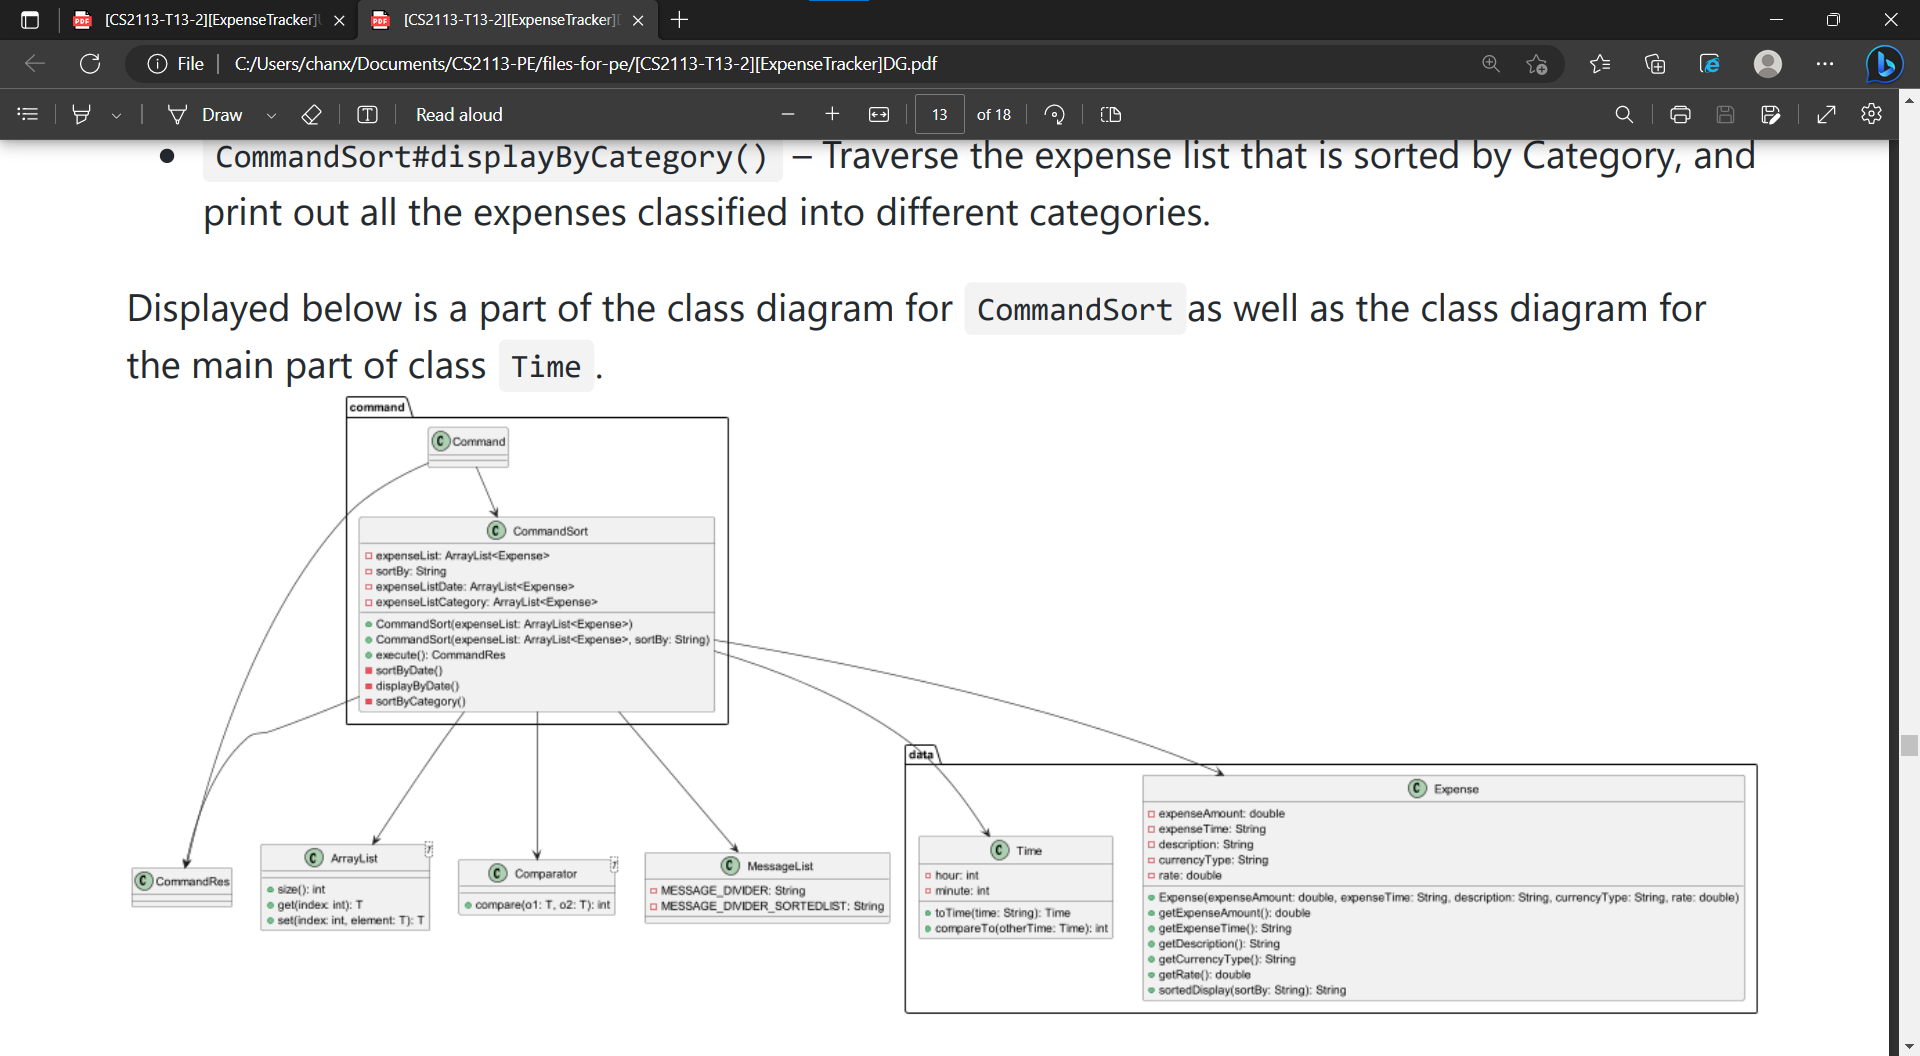 [CS2113-T13-2][ExpenseTracker]
[CS2113-T13-2][ExpenseTracker]
File
C:/Users/chanx/Documents/CS2113-PE/files-for-pe/[CS2113-T13-2][ExpenseTracker]DG.pdf
Draw
Read aloud
13 of 18
CommandSort#displayByCategory() – Traverse the expense list that is sorted by Category, and
print out all the expenses classified into different categories.
Displayed below is a part of the class diagram for CommandSort as well as the class diagram for
the main part of class Time .
command
C Command
C CommandSort
expenseList: ArrayList<Expense>
sortBy: String
expenseListDate: ArrayList<Expense>
expenseListCategory: ArrayList<Expense>
CommandSort(expenseList: ArrayList<Expense>)
CommandSort(expenseList: ArrayList<Expense>, sortBy: String)
execute(): CommandRes
sortByDate()
displayByDate()
sortByCategory()
C CommandRes
C ArrayList
size(): int
get(index: int): T
set(index: int, element: T): T
C Comparator
compare(o1: T, o2: T): int
C MessageList
MESSAGE_DIVIDER: String
MESSAGE_DIVIDER_SORTEDLIST: String
data
C Time
hour: int
minute: int
toTime(time: String): Time
compareTo(otherTime: Time): int
C Expense
expenseAmount: double
expenseTime: String
description: String
currencyType: String
rate: double
Expense(expenseAmount: double, expenseTime: String, description: String, currencyType: String, rate: double)
getExpenseAmount(): double
getExpenseTime(): String
getDescription(): String
getCurrencyType(): String
getRate(): double
sortedDisplay(sortBy: String): String